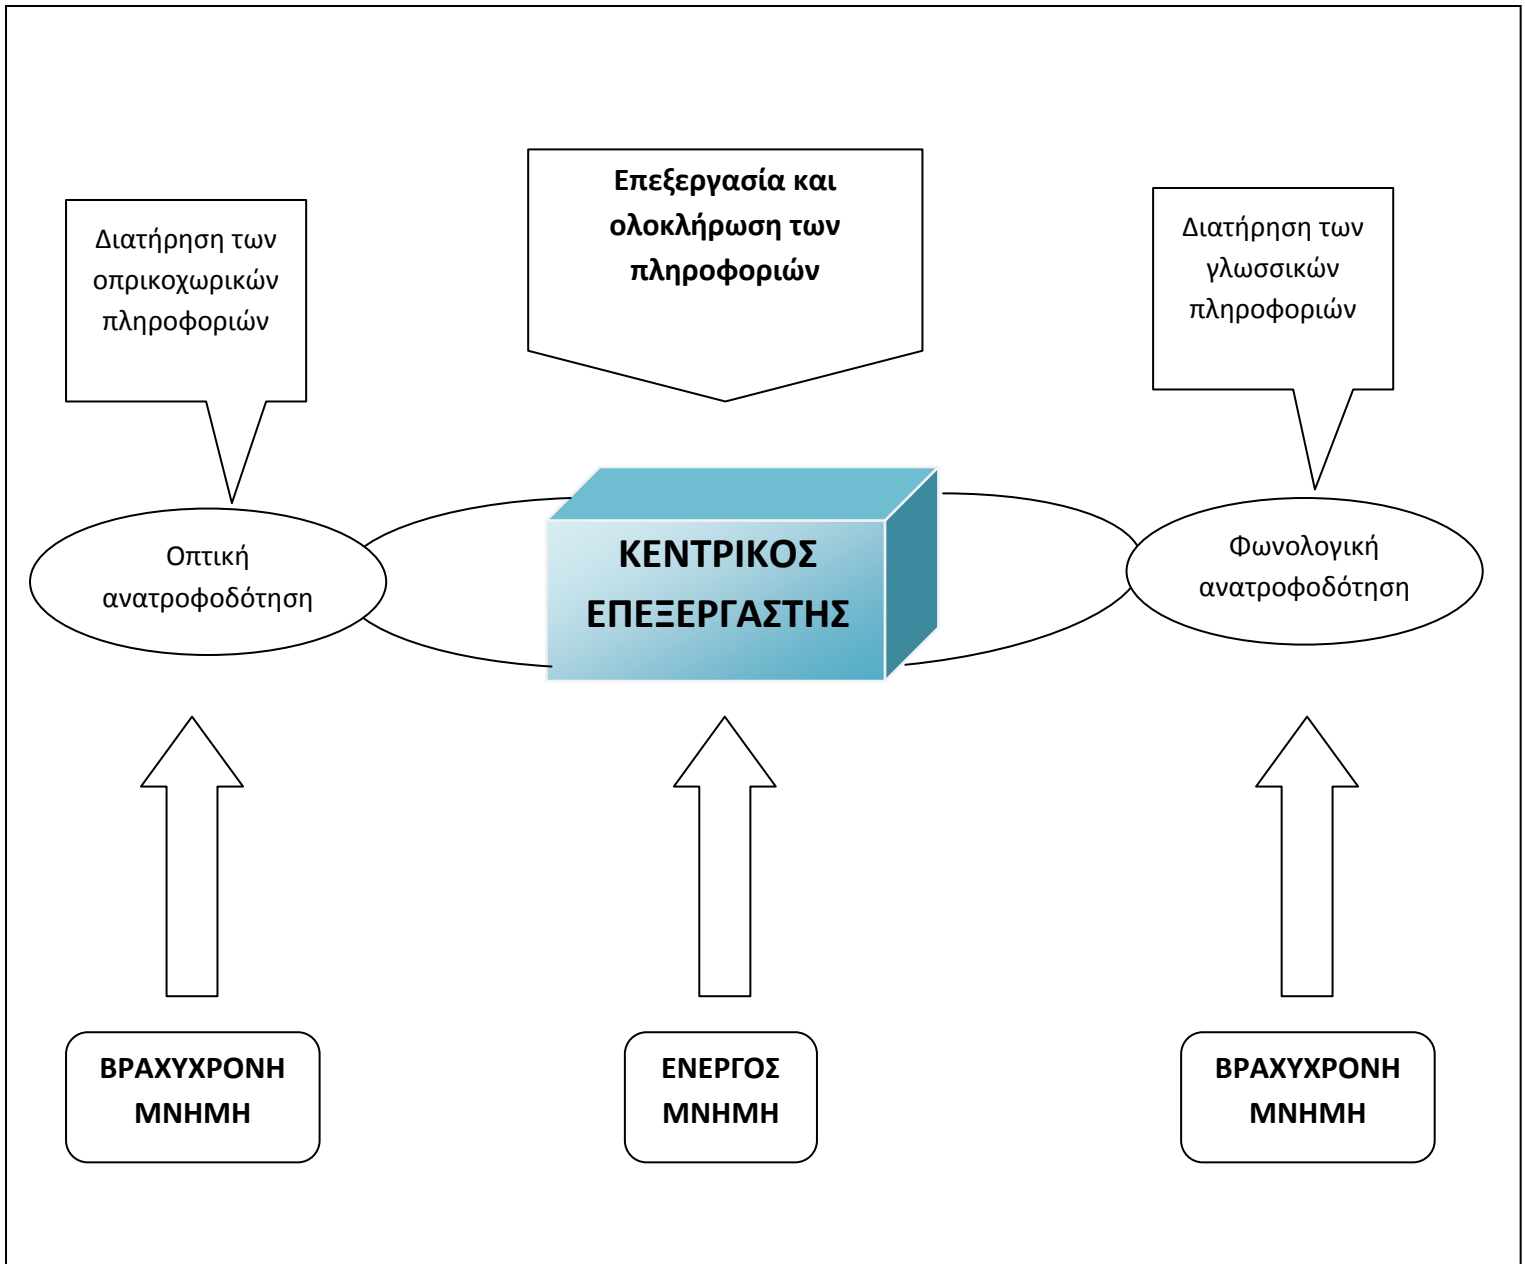 Διατήρηση των
οπρικοχωρικών
πληροφοριών
Επεξεργασία και
ολοκλήρωση των
πληροφοριών
Διατήρηση των
γλωσσικών
πληροφοριών
Οπτική
ανατροφοδότηση
ΚΕΝΤΡΙΚΟΣ
ΕΠΕΞΕΡΓΑΣΤΗΣ
Φωνολογική
ανατροφοδότηση
ΒΡΑΧΥΧΡΟΝΗ
ΜΝΗΜΗ
ΕΝΕΡΓΟΣ
ΜΝΗΜΗ
ΒΡΑΧΥΧΡΟΝΗ
ΜΝΗΜΗ